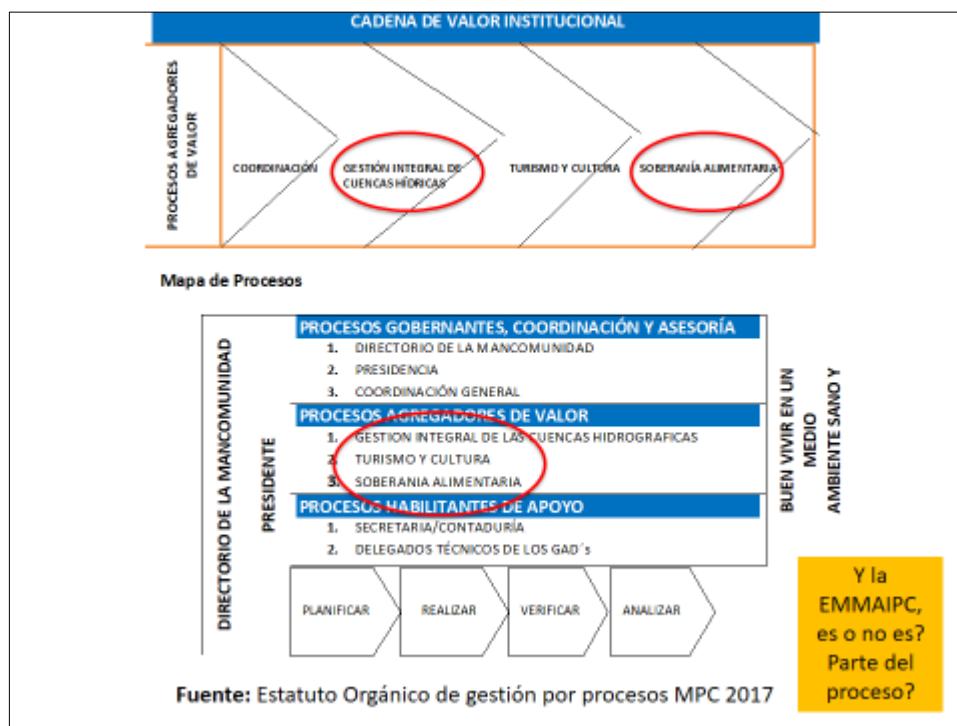 CADENA DE VALOR INSTITUCIONAL
PROCESOS AGREGADORES
DE VALOR
COORDINACIÓN
GESTIÓN INTEGRAL DE
CUENCAS HÍDRICAS
TURISMO Y CULTURA
SOBERANÍA ALIMENTARIA
Mapa de Procesos
DIRECTORIO DE LA MANCOMUNIDAD
PRESIDENTE
PROCESOS GOBERNANTES, COORDINACIÓN Y ASESORÍA
1. DIRECTORIO DE LA MANCOMUNIDAD
2. PRESIDENCIA
3. COORDINACIÓN GENERAL
PROCESOS AGREGADORES DE VALOR
1. GESTION INTEGRAL DE LAS CUENCAS HIDROGRAFICAS
2. TURISMO Y CULTURA
3. SOBERANIA ALIMENTARIA
PROCESOS HABILITANTES DE APOYO
1. SECRETARIA/CONTADURÍA
2. DELEGADOS TÉCNICOS DE LOS GAD´s
BUEN VIVIR EN UN
MEDIO
AMBIENTE SANO Y
PLANIFICAR
REALIZAR
VERIFICAR
ANALIZAR
Y la
EMMAIPC,
es o no es?
Parte del
proceso?
Fuente: Estatuto Orgánico de gestión por procesos MPC 2017